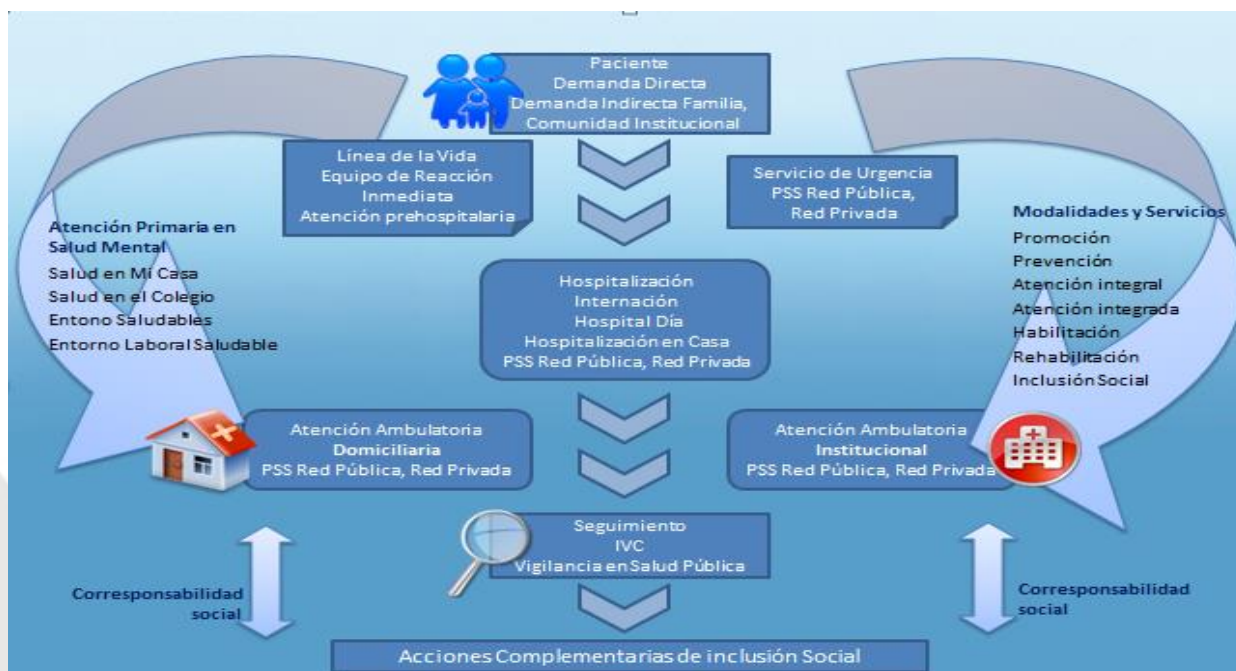 Paciente
Demanda Directa
Demanda Indirecta Familia,
Comunidad Institucional
Línea de la Vida
Equipo de Reacción
Inmediata
Atención prehospitalaria
Servicio de Urgencia
PSS Red Pública,
Red Privada
Atención Primaria en
Salud Mental
Salud en Mi Casa
Salud en el Colegio
Entono Saludables
Entorno Laboral Saludable
Modalidades y Servicios
Promoción
Prevención
Atención integral
Atención integrada
Habilitación
Rehabilitación
Inclusión Social
Hospitalización
Internación
Hospital Día
Hospitalización en Casa
PSS Red Pública, Red Privada
Atención Ambulatoria
Domiciliaria
PSS Red Pública, Red Privada
Atención Ambulatoria
Institucional
PSS Red Pública, Red Privada
Seguimiento
IVC
Vigilancia en Salud Pública
Corresponsabilidad
social
Corresponsabilidad
social
Acciones Complementarias de inclusión Social